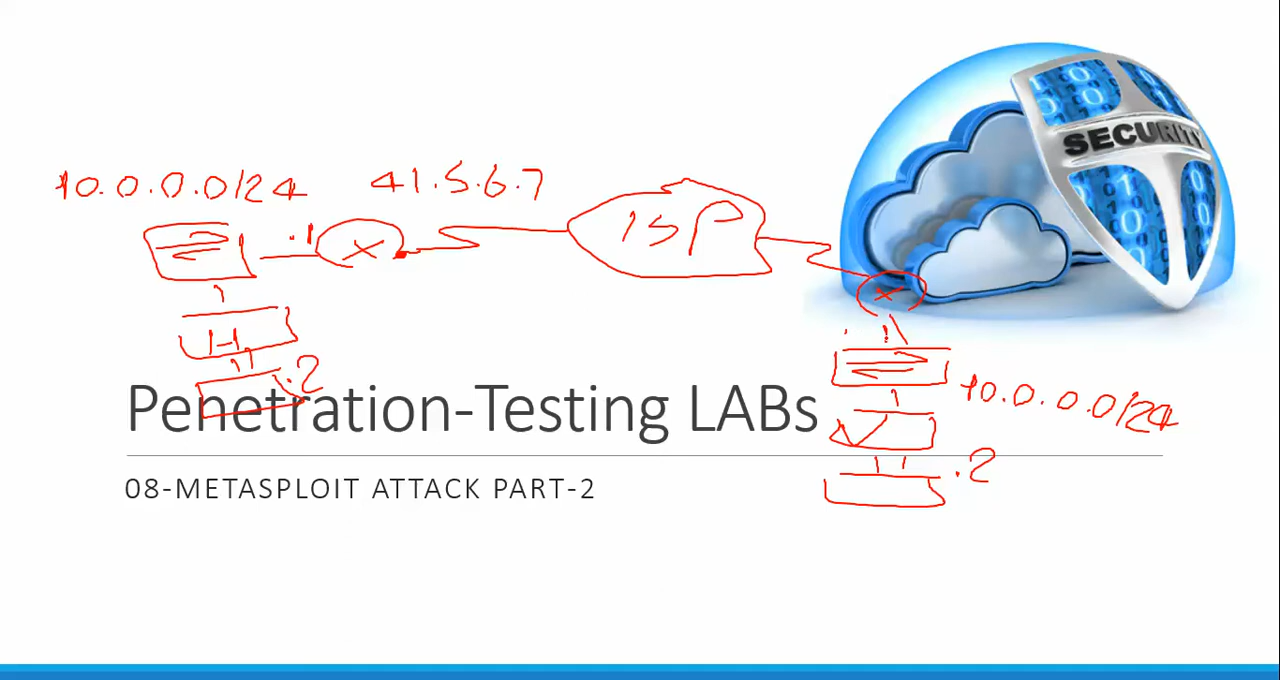 SECURITY
10.0.0.0/24
41.5.6.7
.1
X
ISP
X
.1
H
.2
10.0.0.0/24
V
.2
Penetration-Testing LABs
08-METASPLOIT ATTACK PART-2